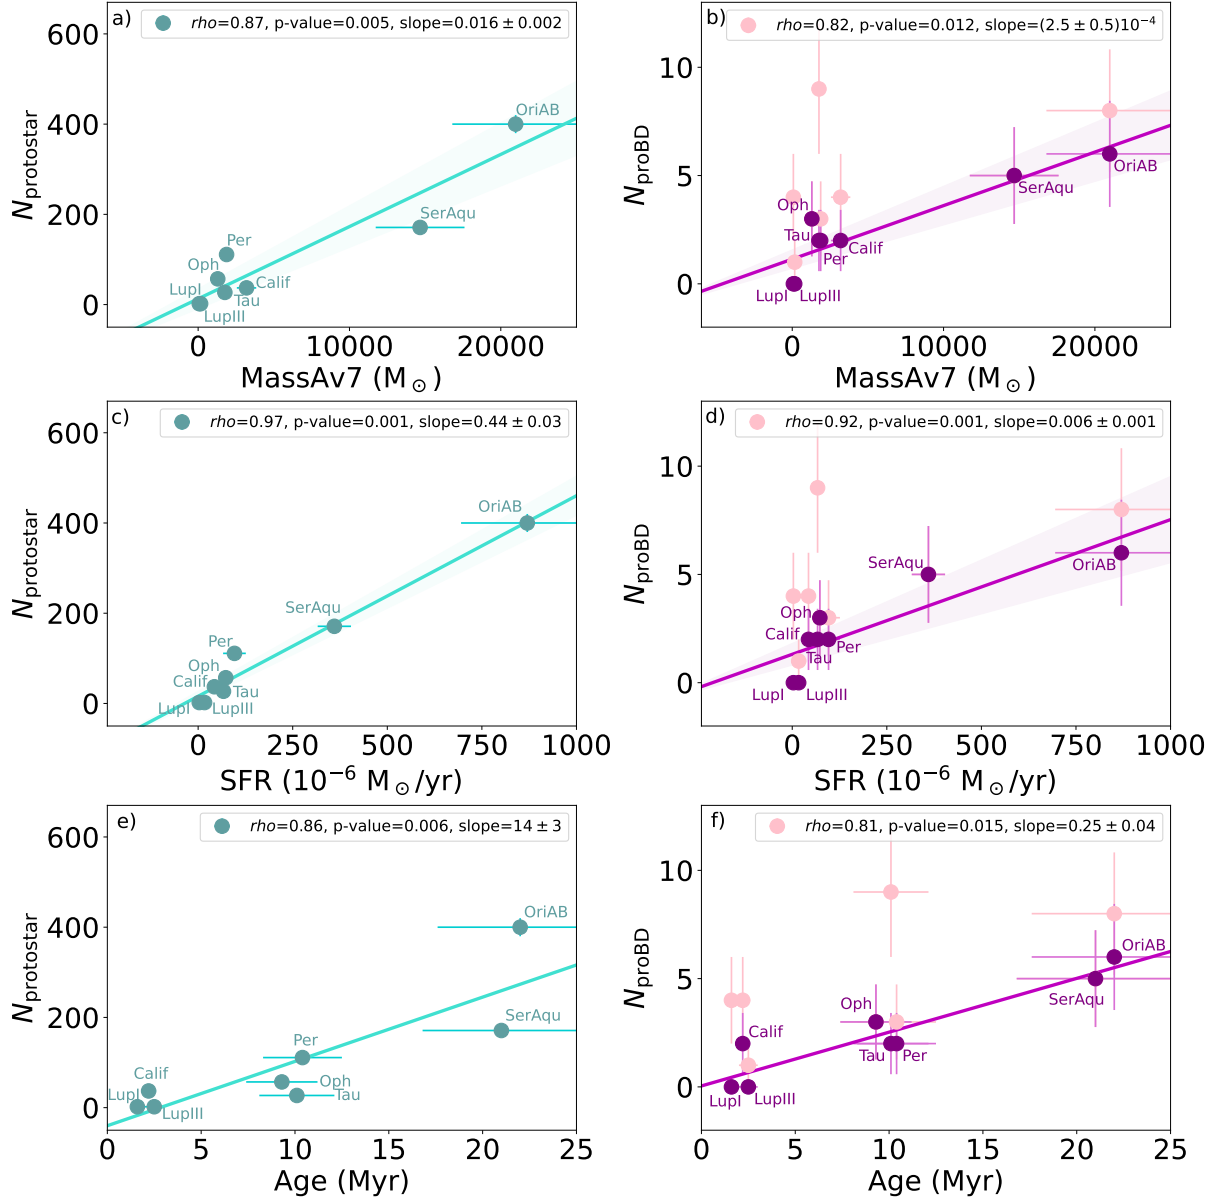 a)
rho=0.87, p-value=0.005, slope=0.016 ± 0.002
600
400
200
0
N_protostar
OriAB
SerAqu
Per
Oph
Calif
LupI
Tau
LupIII
0 10000 20000
MassAv7 (M⊙)
b)
rho=0.82, p-value=0.012, slope=(2.5 ± 0.5)10⁻⁴
10
5
0
N_proBD
OriAB
SerAqu
Oph
Tau
Calif
Per
LupI LupIII
0 10000 20000
MassAv7 (M⊙)
c)
rho=0.97, p-value=0.001, slope=0.44 ± 0.03
600
400
200
0
N_protostar
OriAB
SerAqu
Per
Oph
Calif
Tau
LupI LupIII
0 250 500 750 1000
SFR (10⁻⁶ M⊙/yr)
d)
rho=0.92, p-value=0.001, slope=0.006 ± 0.001
10
5
0
N_proBD
SerAqu
OriAB
Oph
Calif
Per
Tau
LupI LupIII
0 250 500 750 1000
SFR (10⁻⁶ M⊙/yr)
e)
rho=0.86, p-value=0.006, slope=14 ± 3
600
400
200
0
N_protostar
OriAB
SerAqu
Per
Calif
Oph
Tau
LupI
LupIII
0 5 10 15 20 25
Age (Myr)
f)
rho=0.81, p-value=0.015, slope=0.25 ± 0.04
10
5
0
N_proBD
OriAB
SerAqu
Oph
Calif
Tau Per
LupI LupIII
0 5 10 15 20 25
Age (Myr)